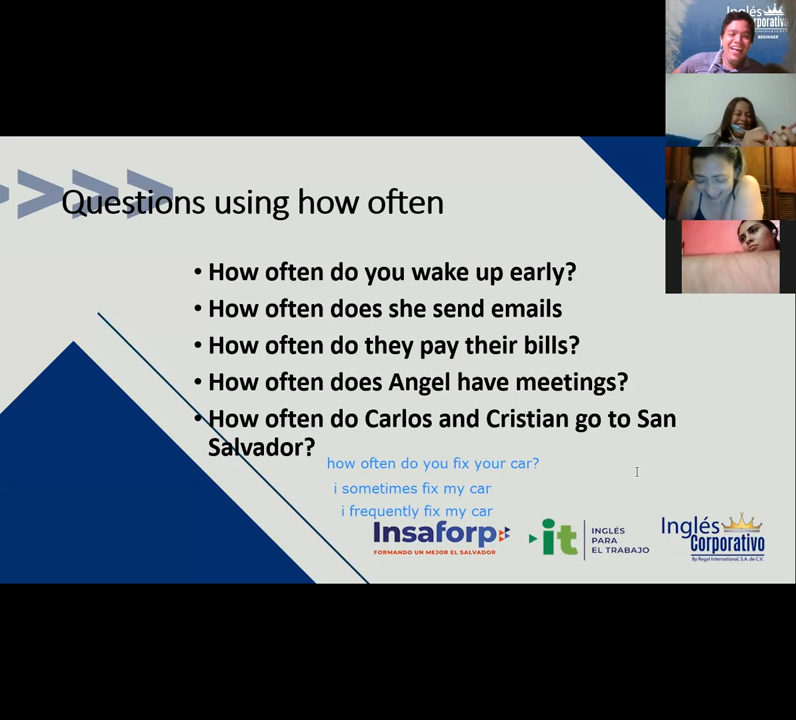 Inglés
Corporativo
BEGINNER
Questions using how often
• How often do you wake up early?
• How often does she send emails
• How often do they pay their bills?
• How often does Angel have meetings?
• How often do Carlos and Cristian go to San
Salvador?
how often do you fix your car?
i sometimes fix my car
i frequently fix my car
Insaforp
FORMANDO UN MEJOR EL SALVADOR
it
INGLÉS
PARA
EL TRABAJO
Inglés
Corporativo
By Regal International, S.A. de C.V.